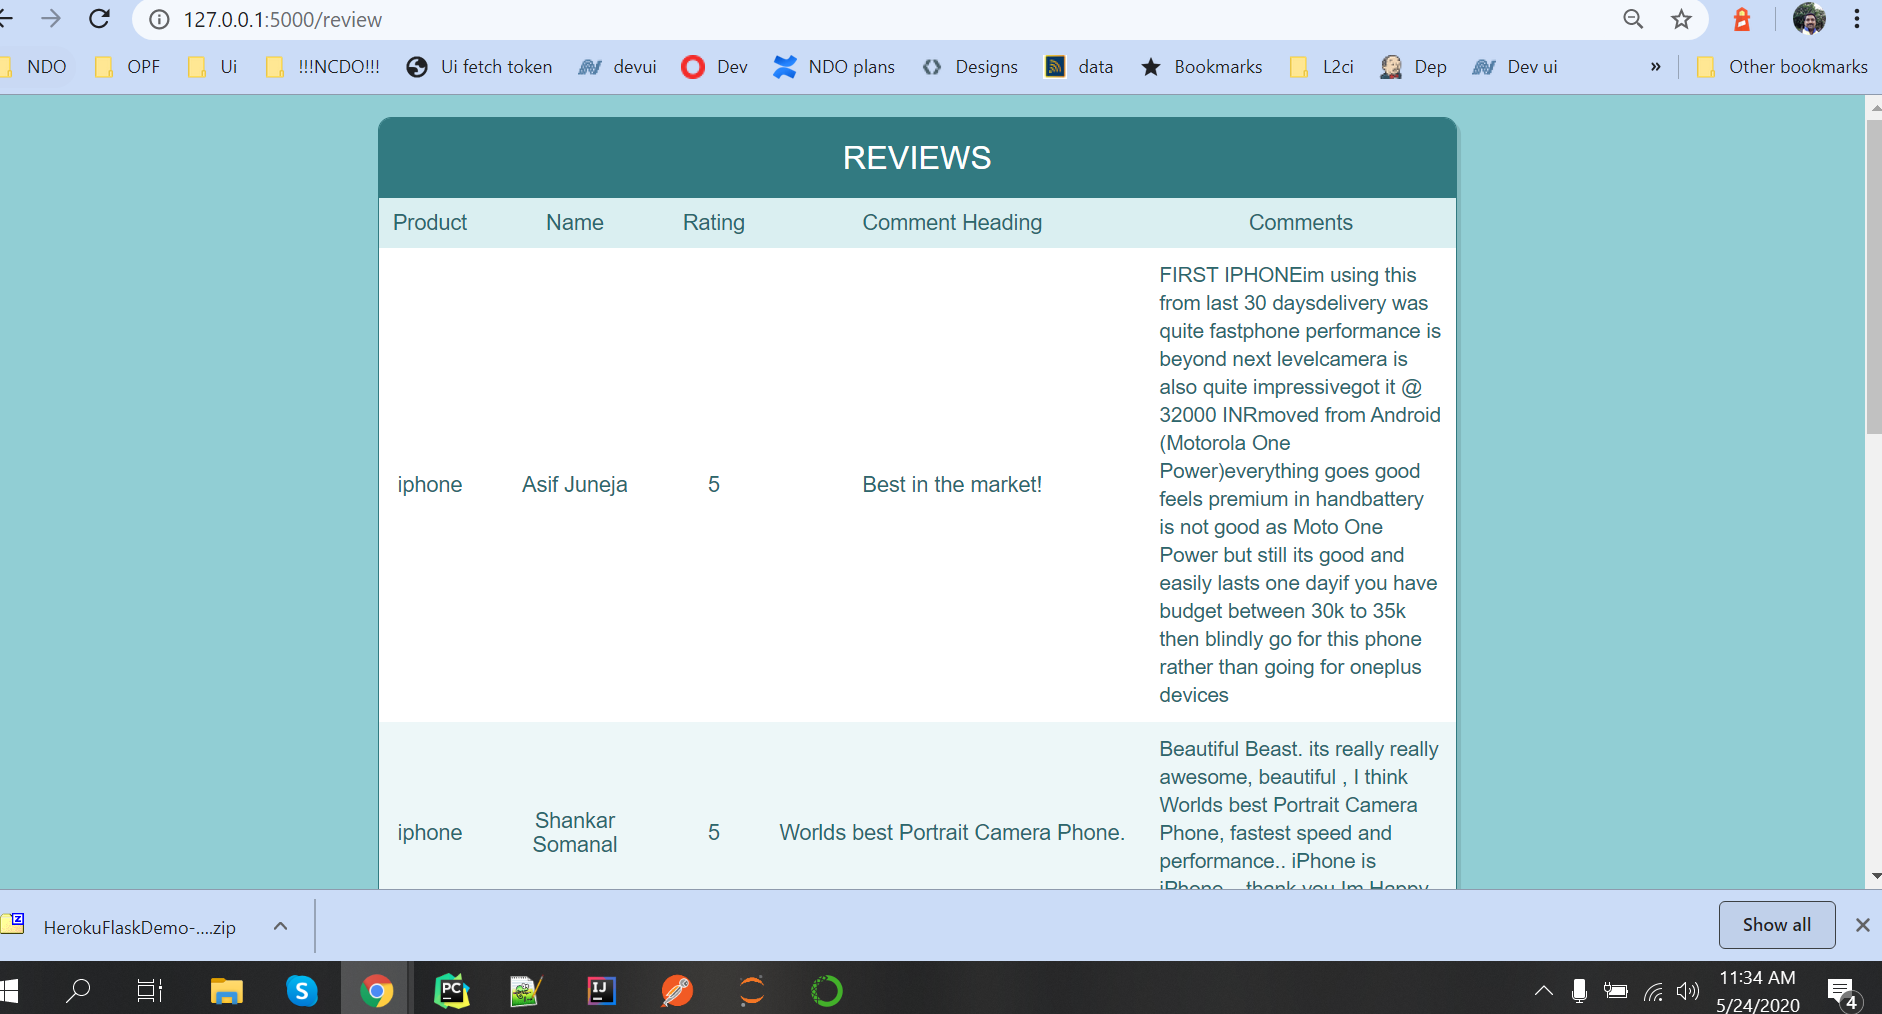 127.0.0.1:5000/review
NDO OPF Ui !!!NCDO!!! Ui fetch token devui Dev NDO plans Designs data Bookmarks L2ci Dep Dev ui » Other bookmarks
REVIEWS
Product Name Rating Comment Heading Comments
FIRST IPHONEim using this
from last 30 daysdelivery was
quite fastphone performance is
beyond next levelcamera is
also quite impressivegot it @
32000 INRmoved from Android
(Motorola One
Power)everything goes good
feels premium in handbattery
is not good as Moto One
Power but still its good and
easily lasts one dayif you have
budget between 30k to 35k
then blindly go for this phone
rather than going for oneplus
devices
iphone Asif Juneja 5 Best in the market!
Beautiful Beast. its really really
awesome, beautiful , I think
Worlds best Portrait Camera
Phone, fastest speed and
performance.. iPhone is
iPhone... thank you Im Happy
iphone Shankar
Somanal 5 Worlds best Portrait Camera Phone.
HerokuFlaskDemo-....zip Show all
S PC IJ
11:34 AM
5/24/2020
4